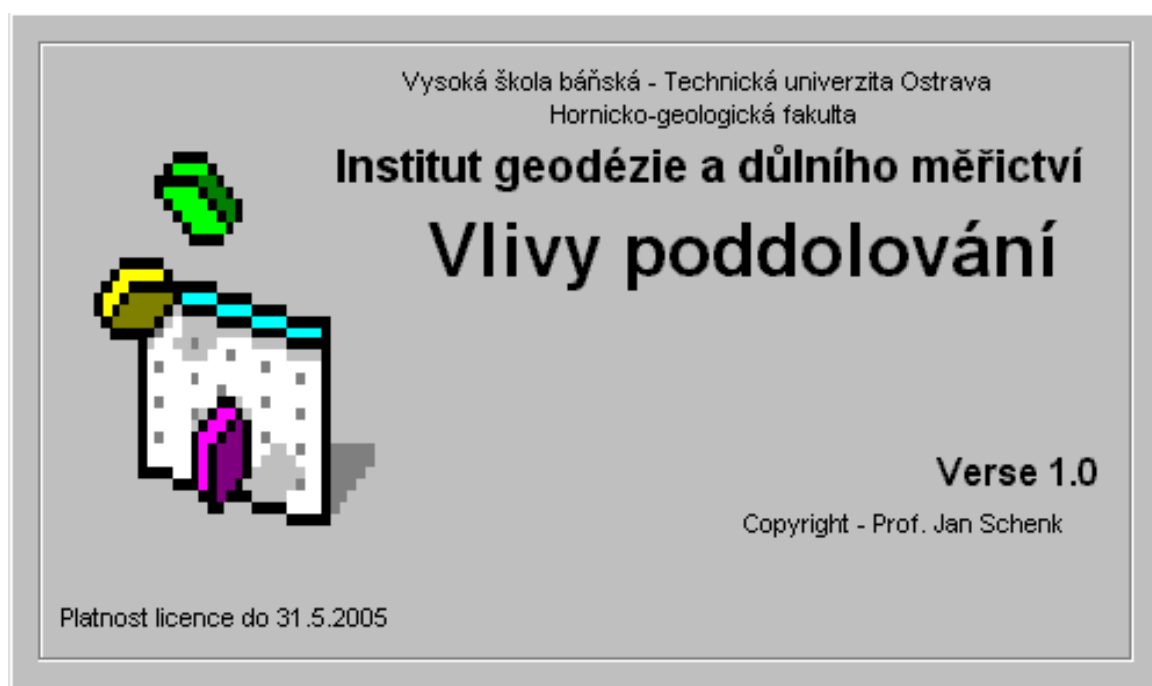 Vysoká škola báňská - Technická univerzita Ostrava
Hornicko-geologická fakulta
Institut geodézie a důlního měřictví
Vlivy poddolování
Verse 1.0
Copyright - Prof. Jan Schenk
Platnost licence do 31.5.2005